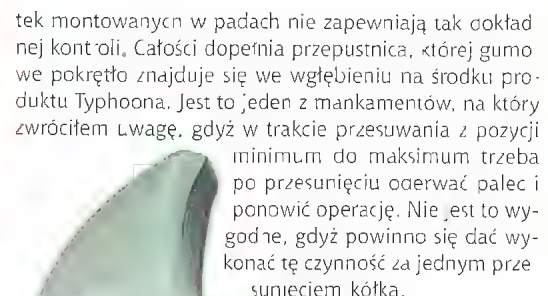 tek montowanych w padach nie zapewniają tak dokład
nej kontroli. Całości dopełnia przepustnica, której gumo
we pokrętło znajduje się we wgłębieniu na środku pro-
duktu Typhoona. Jest to jeden z mankamentów, na który
zwróciłem uwagę, gdyż w trakcie przesuwania z pozycji
minimum do maksimum trzeba
po przesunięciu oderwać palec i
ponowić operację. Nie jest to wy-
godne, gdyż powinno się dać wy-
konać tę czynność za jednym prze
sunięciem kółka.